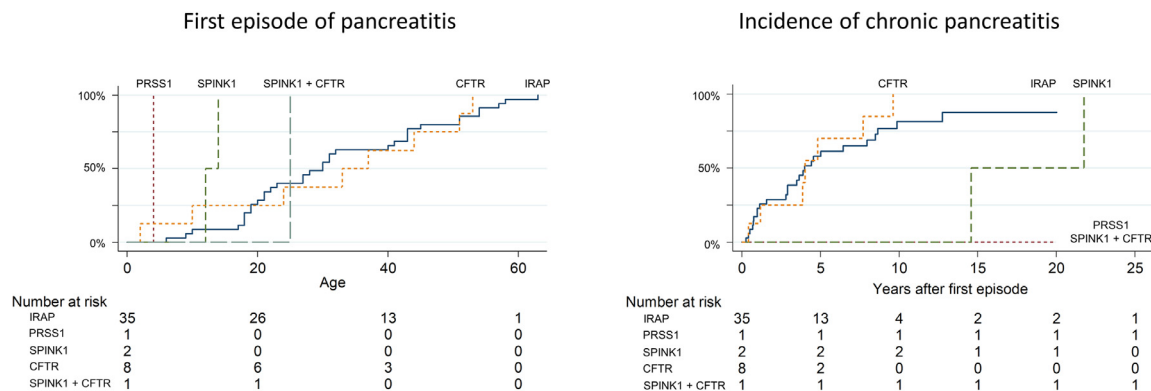 First episode of pancreatitis
PRSS1 SPINK1 SPINK1 + CFTR CFTR IRAP
100%
50%
0%
0 20 40 60
Age
Number at risk
IRAP 35 26 13 1
PRSS1 1 0 0 0
SPINK1 2 0 0 0
CFTR 8 6 3 0
SPINK1 + CFTR 1 1 0 0
Incidence of chronic pancreatitis
CFTR IRAP SPINK1
100%
50%
0%
PRSS1
SPINK1 + CFTR
0 5 10 15 20 25
Years after first episode
Number at risk
IRAP 35 13 4 2 2 1
PRSS1 1 1 1 1 1 1
SPINK1 2 2 2 1 1 0
CFTR 8 2 0 0 0 0
SPINK1 + CFTR 1 1 1 1 1 1